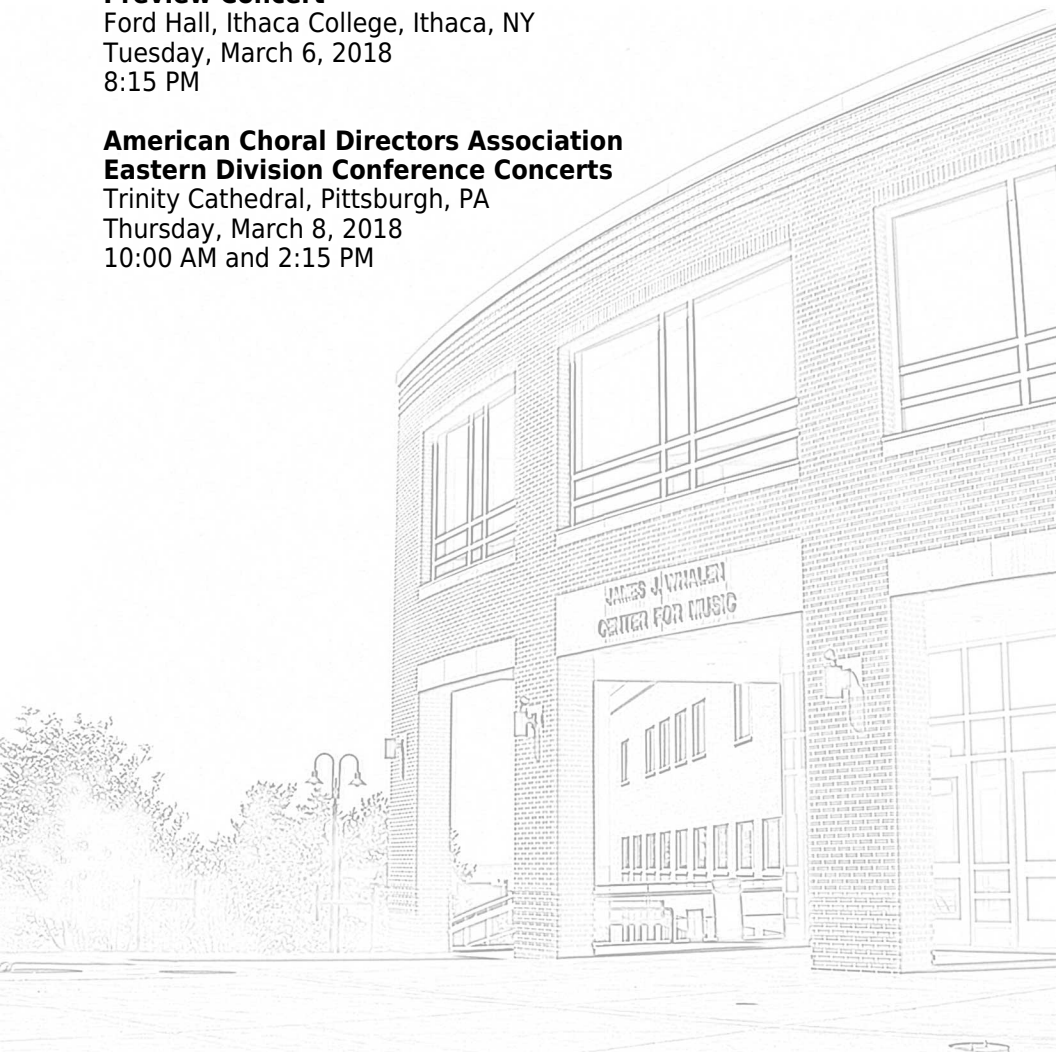 Preview Concert
Ford Hall, Ithaca College, Ithaca, NY
Tuesday, March 6, 2018
8:15 PM
American Choral Directors Association
Eastern Division Conference Concerts
Trinity Cathedral, Pittsburgh, PA
Thursday, March 8, 2018
10:00 AM and 2:15 PM
JAMES J. WHALEN
CENTER FOR MUSIC